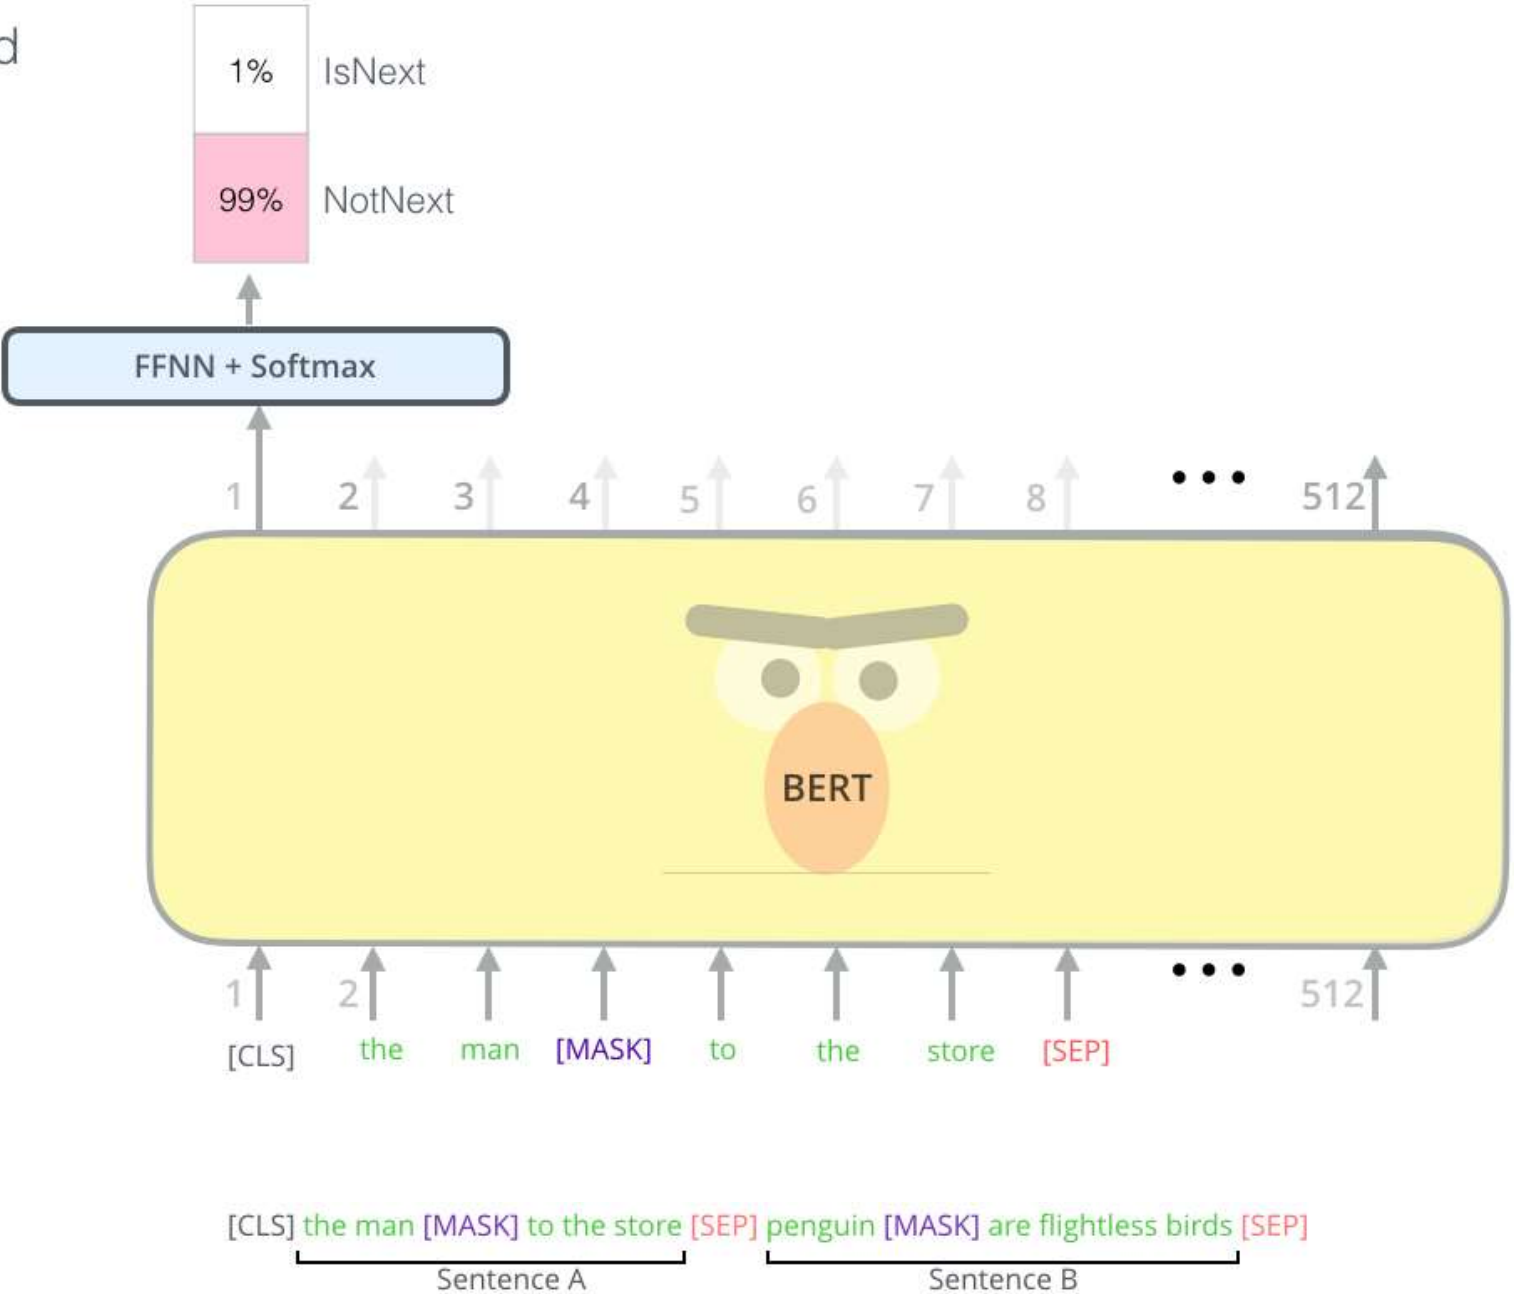 d
1% IsNext
99% NotNext
FFNN + Softmax
1 2 3 4 5 6 7 8 ••• 512
BERT
1 2 ••• 512
[CLS] the man [MASK] to the store [SEP]
[CLS] the man [MASK] to the store [SEP] penguin [MASK] are flightless birds [SEP]
Sentence A Sentence B